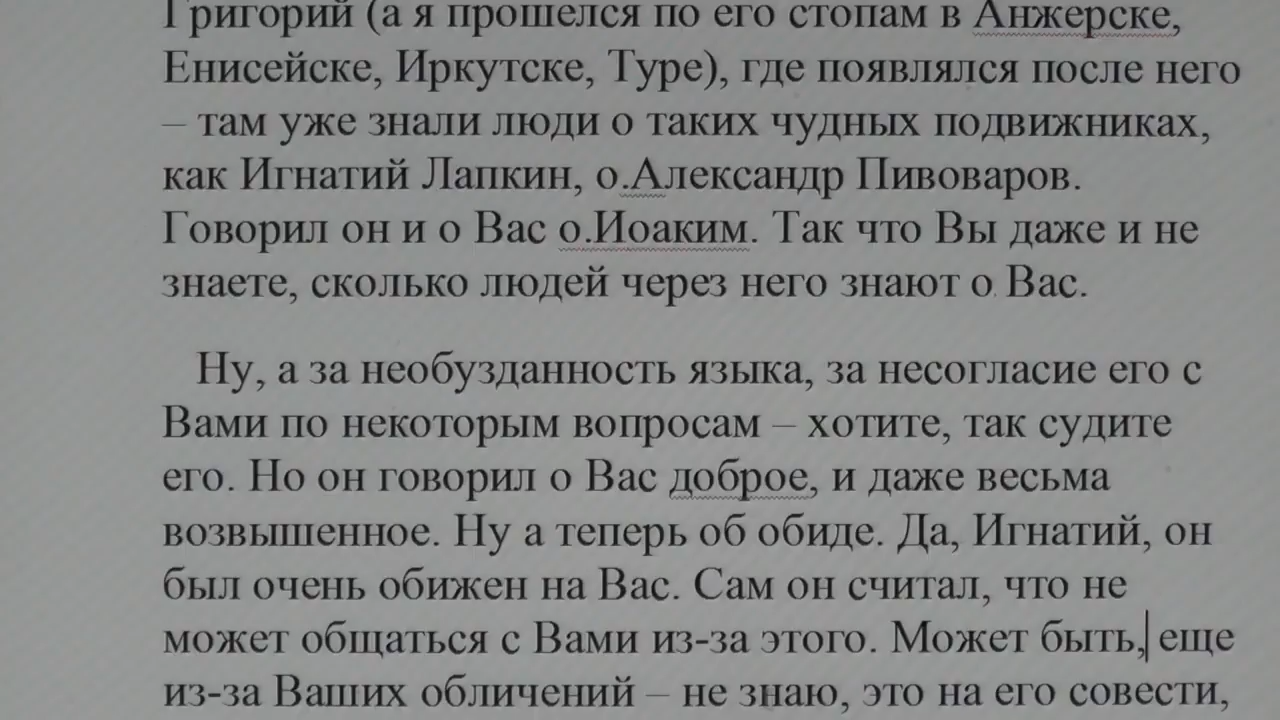 Григорий (а я прошелся по его стопам в Анжерске,
Енисейске, Иркутске, Туре), где появлялся после него
– там уже знали люди о таких чудных подвижниках,
как Игнатий Лапкин, о.Александр Пивоваров.
Говорил он и о Вас о.Иоаким. Так что Вы даже и не
знаете, сколько людей через него знают о Вас.
Ну, а за необузданность языка, за несогласие его с
Вами по некоторым вопросам – хотите, так судите
его. Но он говорил о Вас доброе, и даже весьма
возвышенное. Ну а теперь об обиде. Да, Игнатий, он
был очень обижен на Вас. Сам он считал, что не
может общаться с Вами из-за этого. Может быть, еще
из-за Ваших обличений – не знаю, это на его совести,